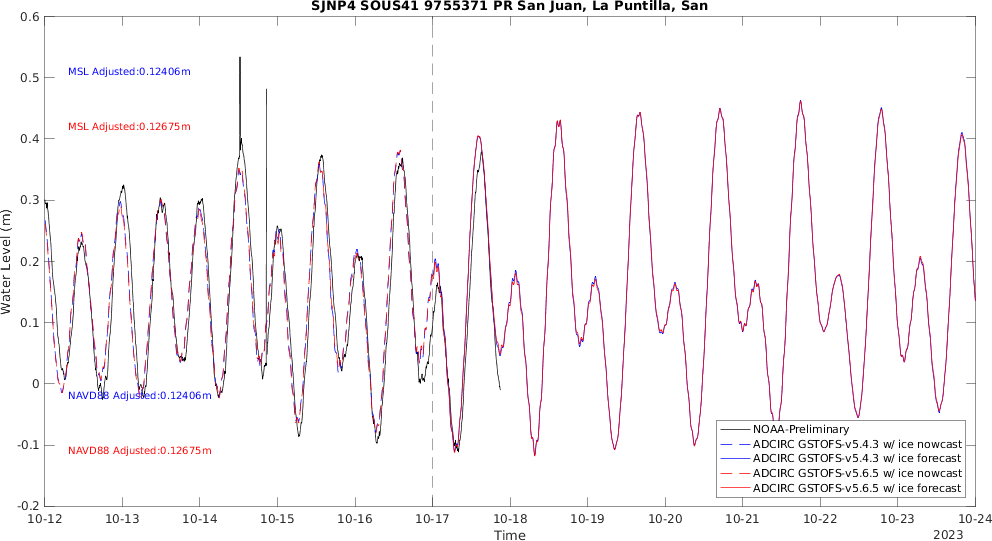 SJNP4 SOUS41 9755371 PR San Juan, La Puntilla, San
Water Level (m)
0.6
0.5
0.4
0.3
0.2
0.1
0
-0.1
-0.2
MSL Adjusted:0.12406m
MSL Adjusted:0.12675m
NAVD88 Adjusted:0.12406m
NAVD88 Adjusted:0.12675m
NOAA-Preliminary
ADCIRC GSTOFS-v5.4.3 w/ ice nowcast
ADCIRC GSTOFS-v5.4.3 w/ ice forecast
ADCIRC GSTOFS-v5.6.5 w/ ice nowcast
ADCIRC GSTOFS-v5.6.5 w/ ice forecast
10-12 10-13 10-14 10-15 10-16 10-17 10-18 10-19 10-20 10-21 10-22 10-23 10-24
Time
2023